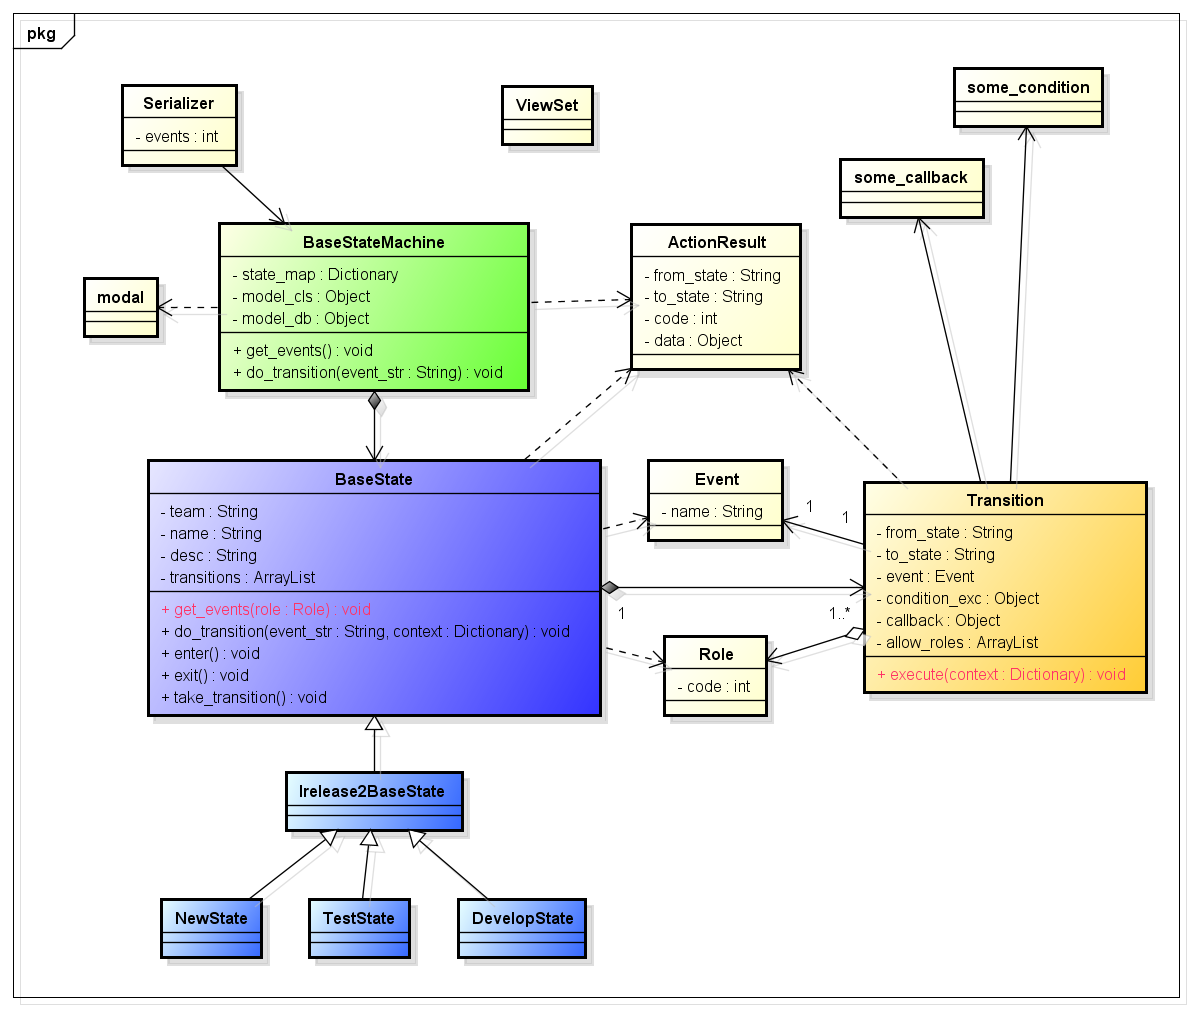 pkg
Serializer
- events : int
ViewSet
some_condition
some_callback
BaseStateMachine
- state_map : Dictionary
- model_cls : Object
- model_db : Object
+ get_events() : void
+ do_transition(event_str : String) : void
modal
ActionResult
- from_state : String
- to_state : String
- code : int
- data : Object
BaseState
- team : String
- name : String
- desc : String
- transitions : ArrayList
+ get_events(role : Role) : void
+ do_transition(event_str : String, context : Dictionary) : void
+ enter() : void
+ exit() : void
+ take_transition() : void
Event
- name : String
1
1
Transition
- from_state : String
- to_state : String
- event : Event
- condition_exc : Object
- callback : Object
- allow_roles : ArrayList
+ execute(context : Dictionary) : void
1
1..*
Role
- code : int
Irelease2BaseState
NewState
TestState
DevelopState